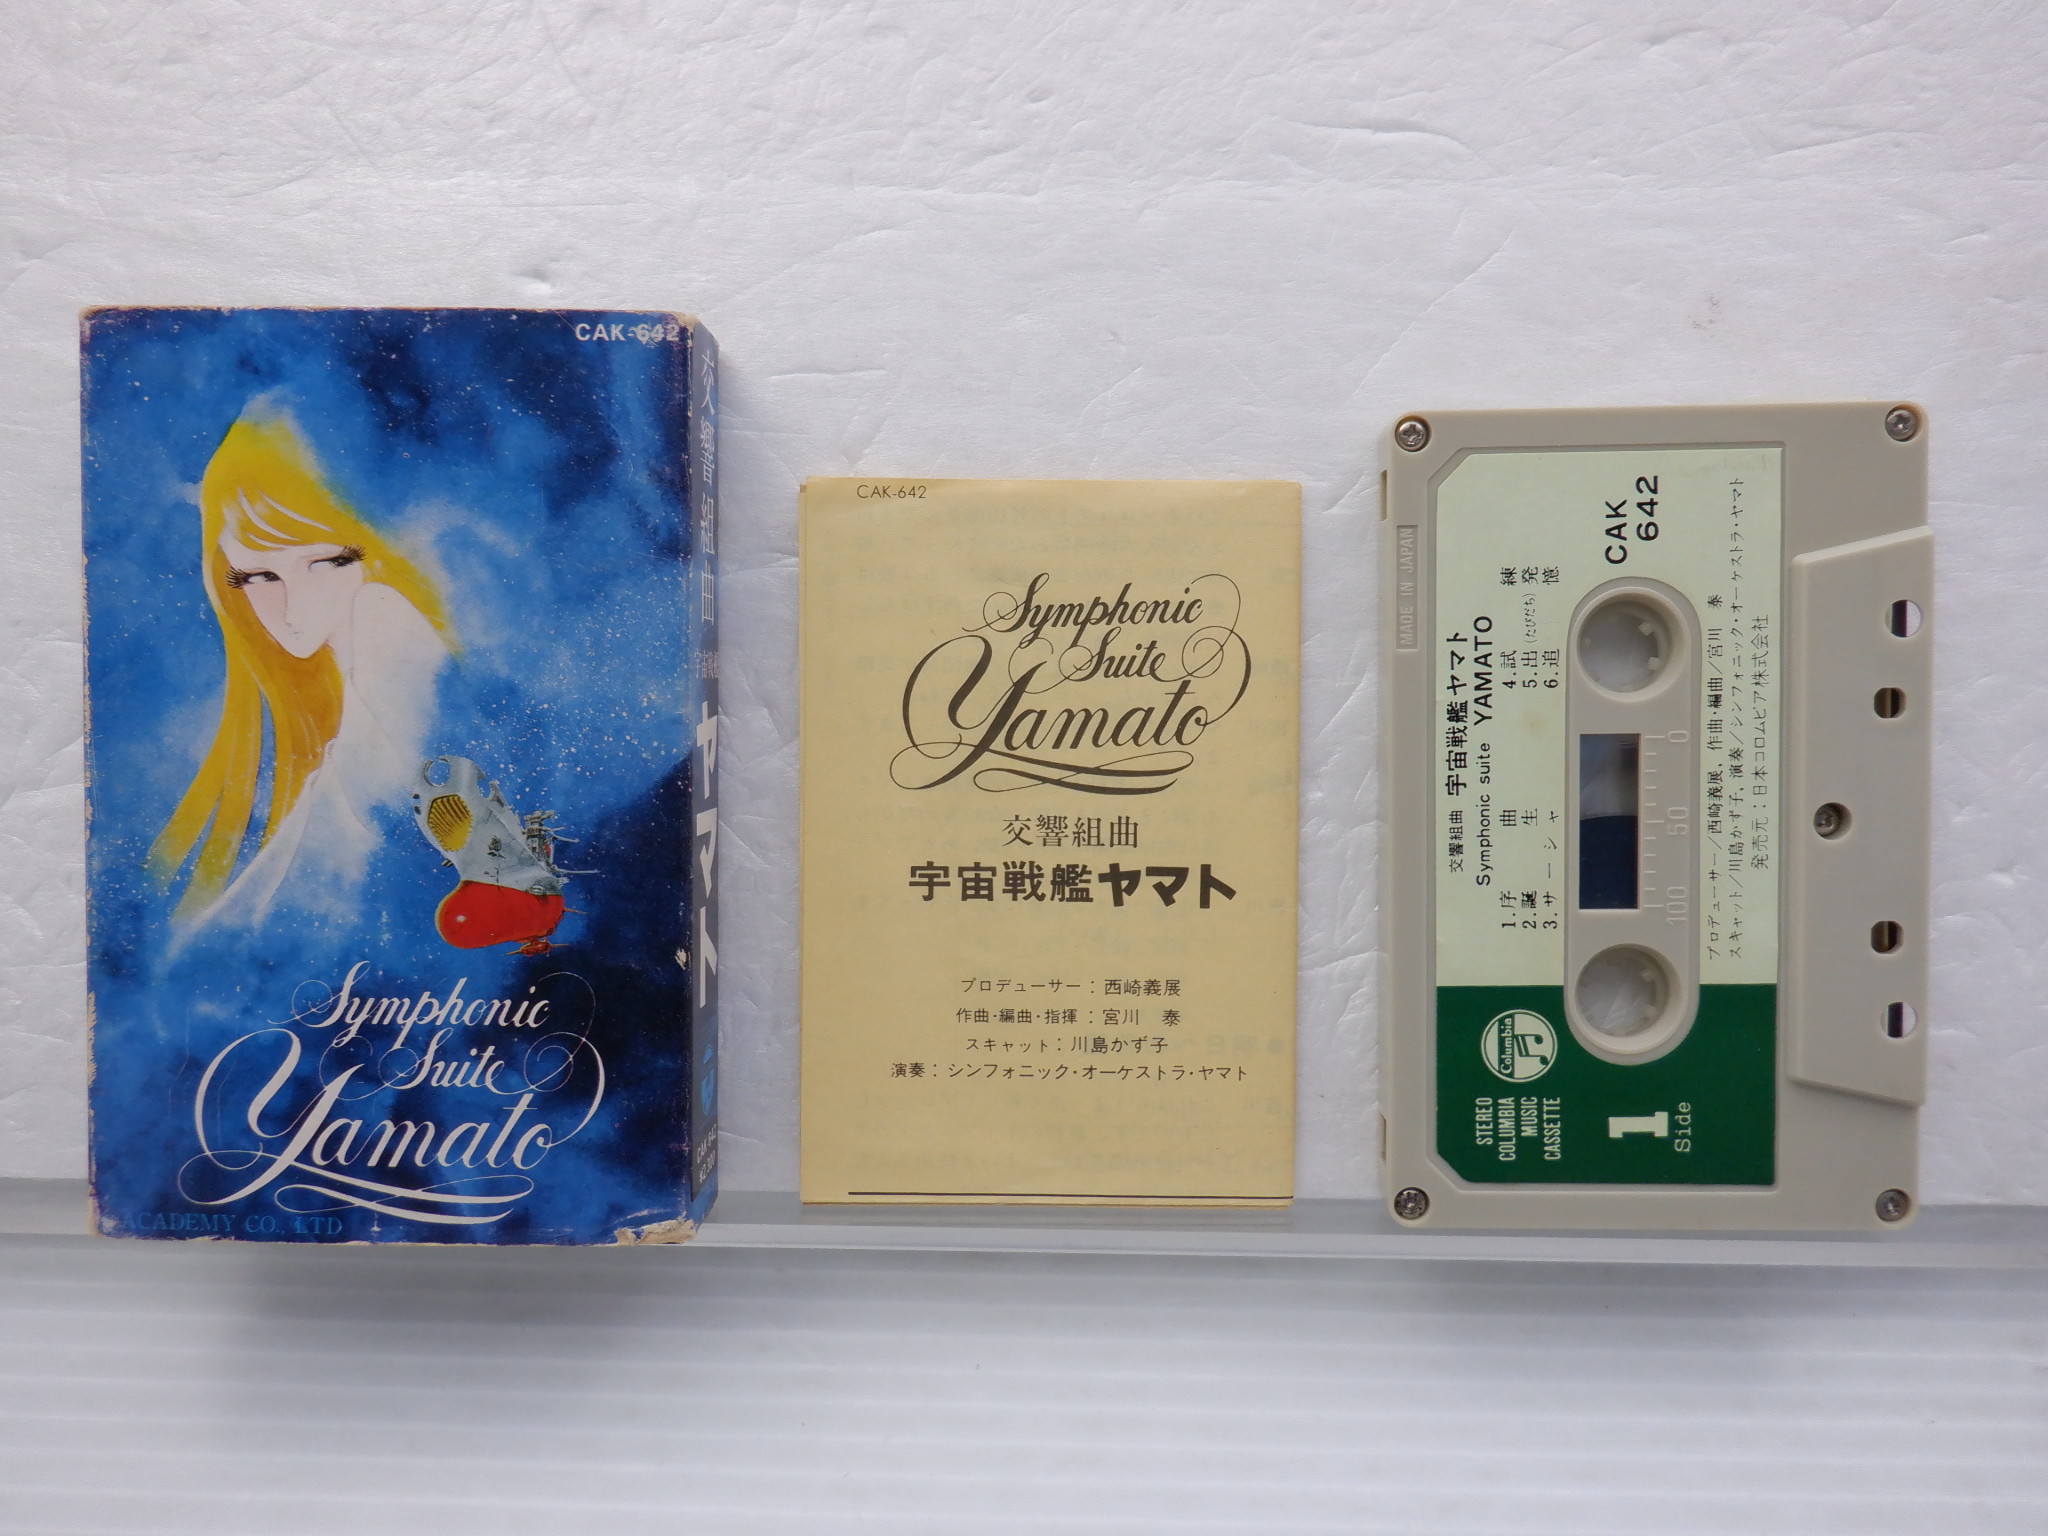 CAK-642
Symphonic
Suite
Yamato
ACADEMY CO., LTD
交響組曲
宇宙戦艦
ヤマト
CAK-642
¥2,300
CAK-642
Symphonic
Suite
Yamato
交響組曲
宇宙戦艦ヤマト
プロデューサー：西崎義展
作曲・編曲・指揮：宮川 泰
スキャット：川島かず子
演奏：シンフォニック・オーケストラ・ヤマト
MADE IN JAPAN
交響組曲 宇宙戦艦ヤマト
Symphonic suite YAMATO
CAK
642
1.序 曲
2.誕 生
3.サーシャ
4.試 練
5.出 発(たびだち)
6.追 憶
100 50 0
プロデューサー/西崎義展、作曲・編曲/宮川 泰
スキャット/川島かず子、演奏/シンフォニック・オーケストラ・ヤマト
発売元：日本コロムビア株式会社
Columbia
STEREO
COLUMBIA
MUSIC
CASSETTE
1
Side